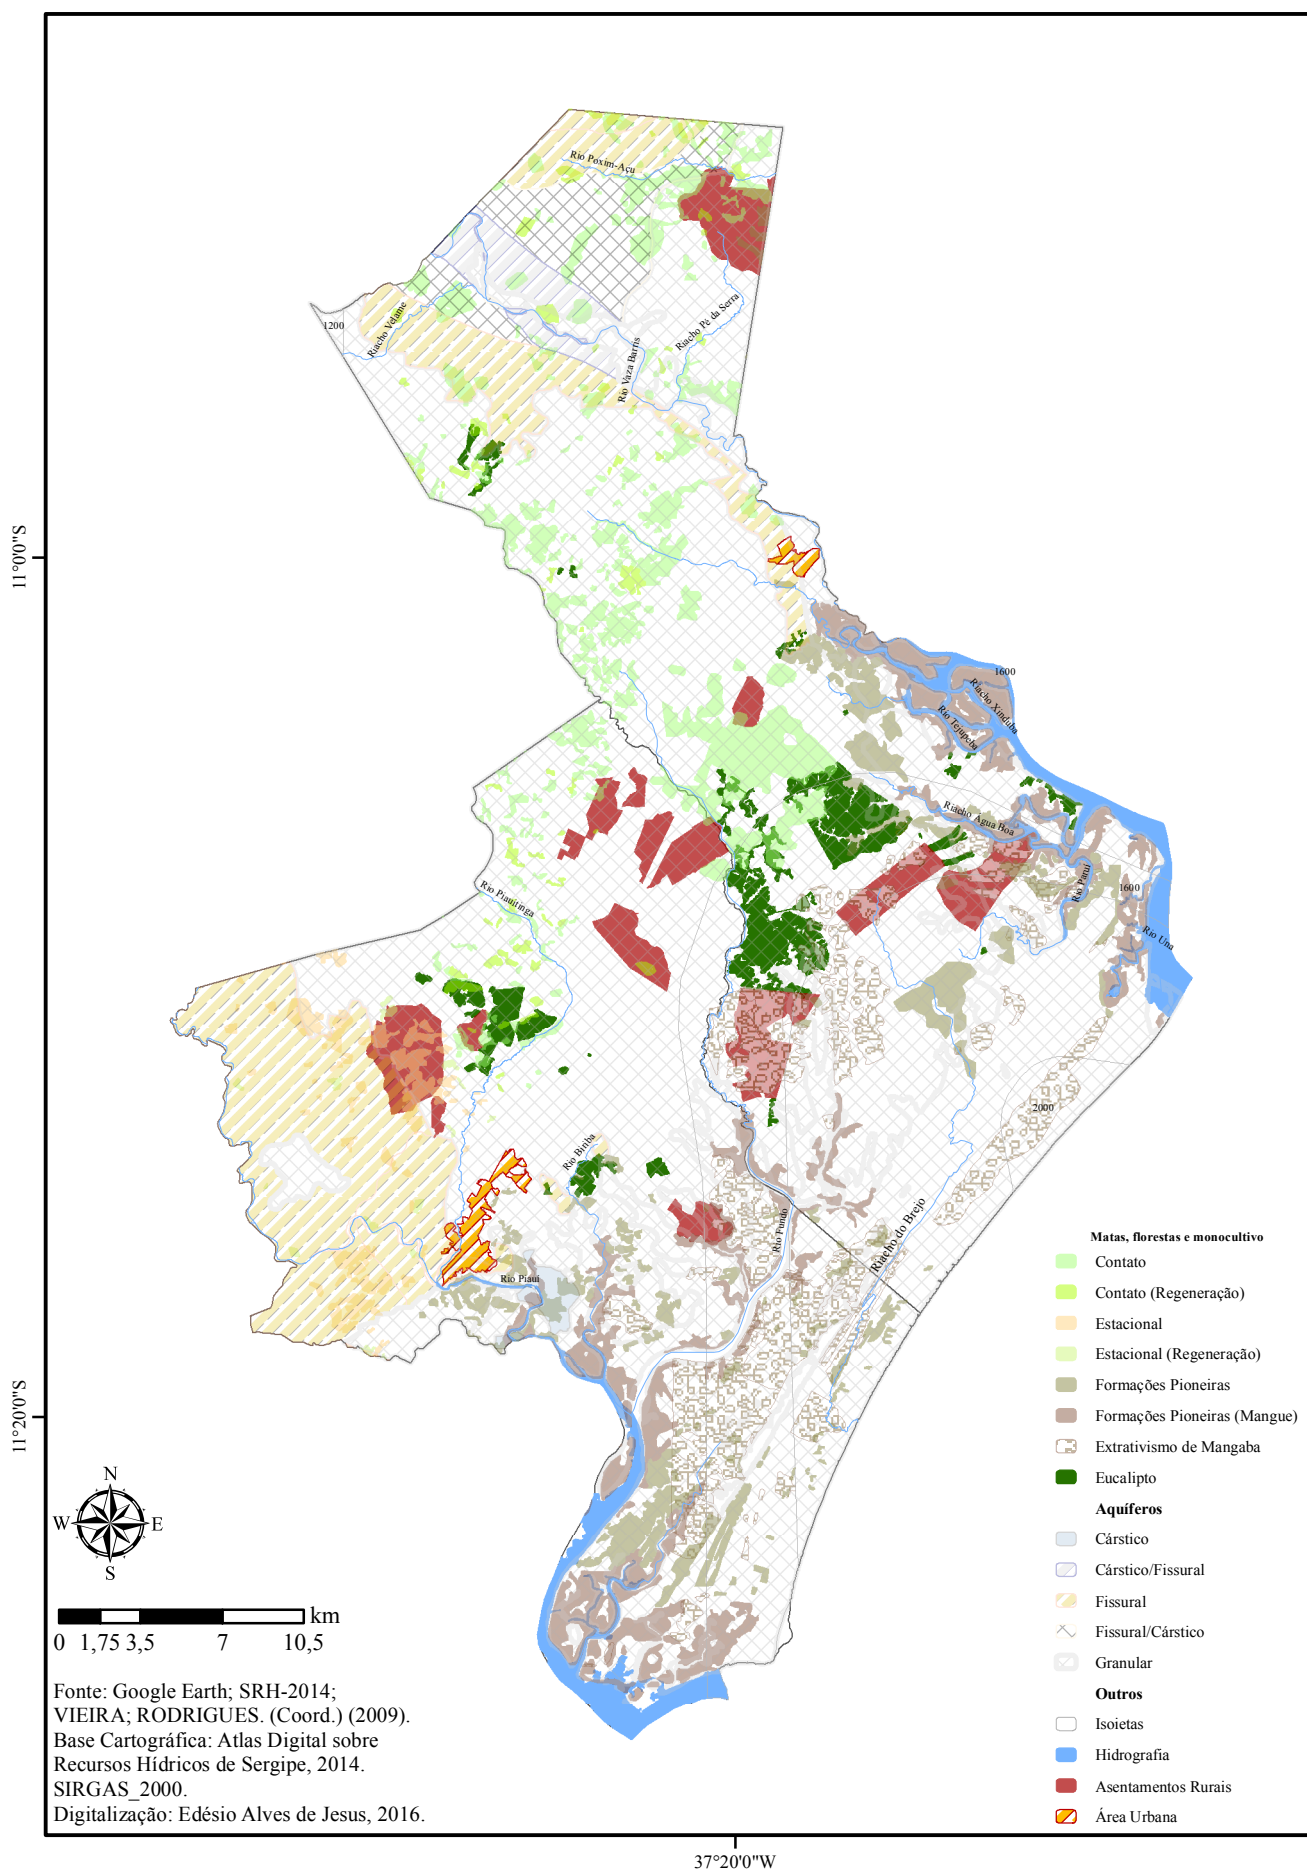 Rio Poxim-Açu
1200
Riacho Velame
Rio Vaza Barris
Riacho Pé da Serra
11°0'0"S
1600
Riacho Xinduba
Rio Tejupeba
Riacho Água Boa
Rio Paruí
1600
Rio Una
Rio Piauitinga
2000
Rio Biriba
Rio Fundo
Riacho do Brejo
Rio Piauí
11°20'0"S
N
W E
S
km
0 1,75 3,5 7 10,5
Fonte: Google Earth; SRH-2014;
VIEIRA; RODRIGUES. (Coord.) (2009).
Base Cartográfica: Atlas Digital sobre
Recursos Hídricos de Sergipe, 2014.
SIRGAS_2000.
Digitalização: Edésio Alves de Jesus, 2016.
Matas, florestas e monocultivo
Contato
Contato (Regeneração)
Estacional
Estacional (Regeneração)
Formações Pioneiras
Formações Pioneiras (Mangue)
Extrativismo de Mangaba
Eucalipto
Aquíferos
Cárstico
Cárstico/Fissural
Fissural
Fissural/Cárstico
Granular
Outros
Isoietas
Hidrografia
Asentamentos Rurais
Área Urbana
37°20'0"W